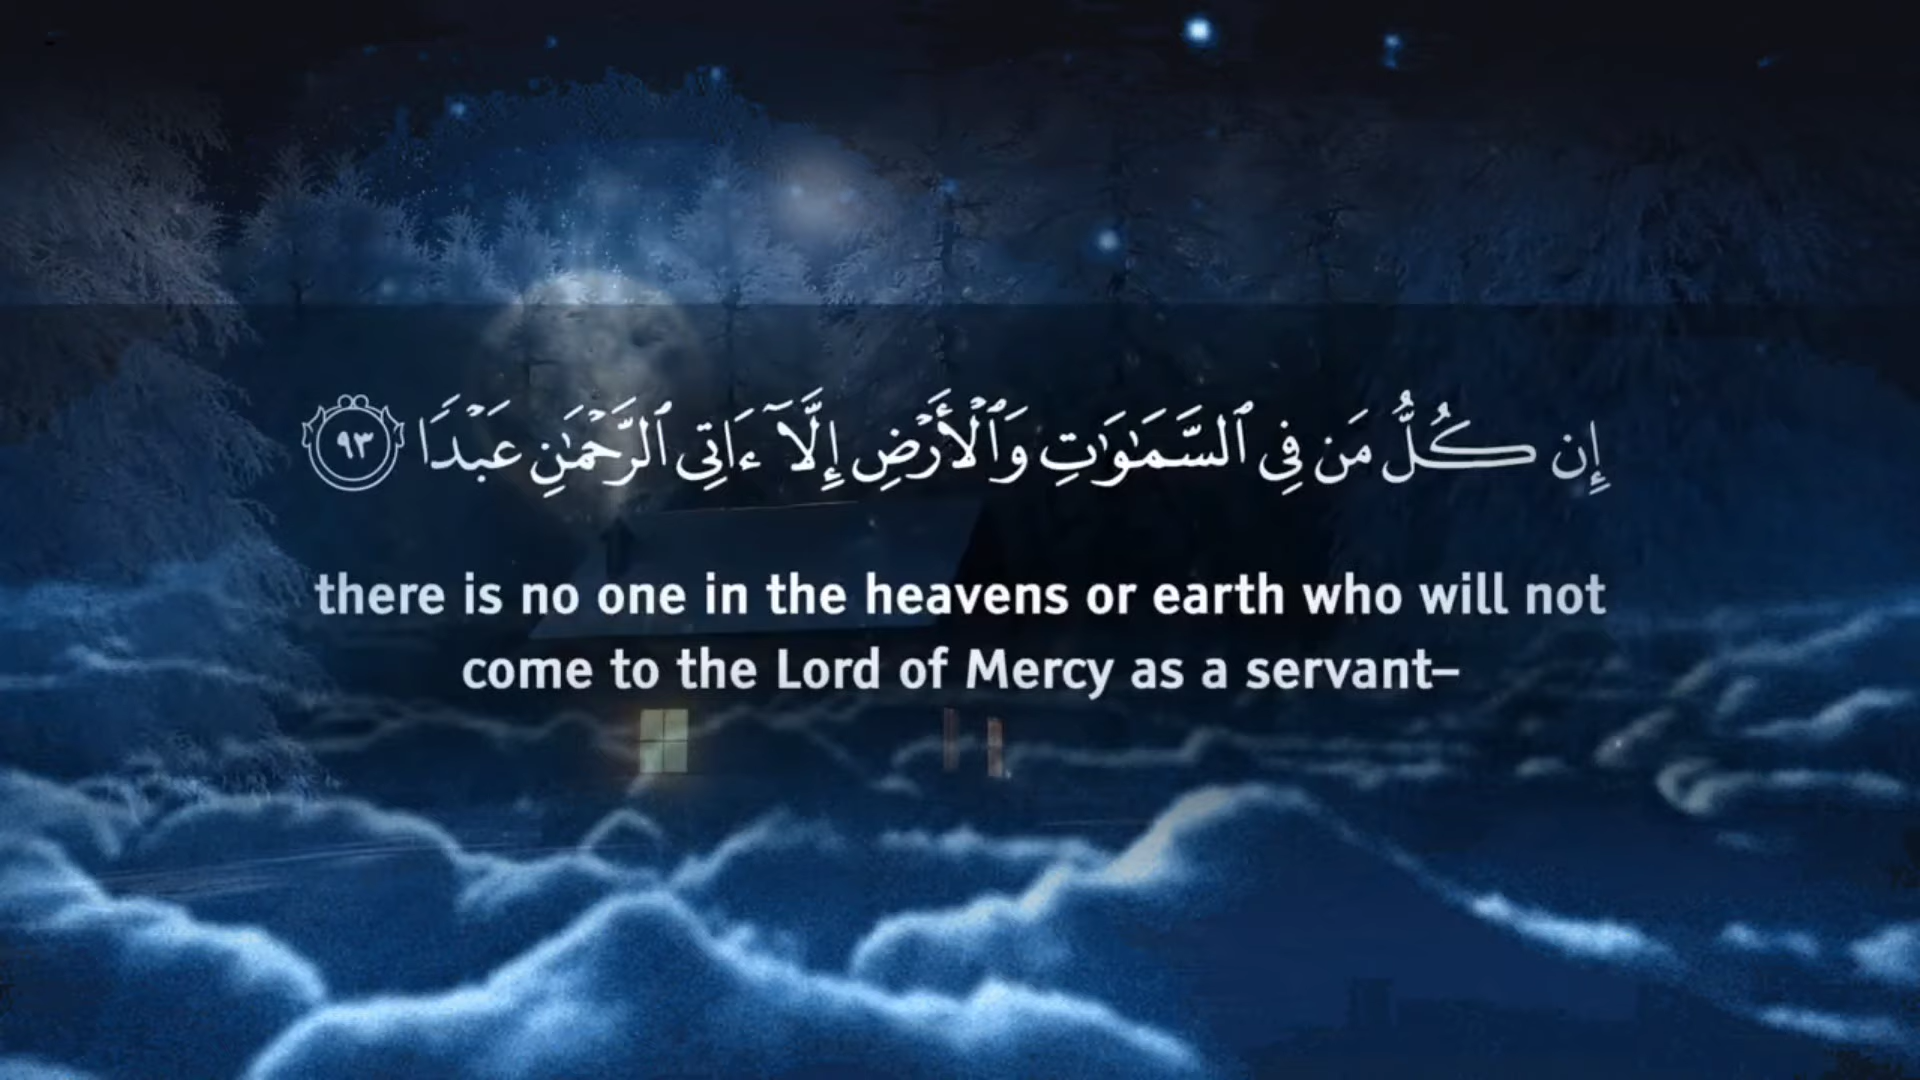 إِن كُلُّ مَن فِى ٱلسَّمَـٰوَٰتِ وَٱلْأَرْضِ إِلَّآ ءَاتِى ٱلرَّحْمَـٰنِ عَبْدًا ٩٣
there is no one in the heavens or earth who will not
come to the Lord of Mercy as a servant–